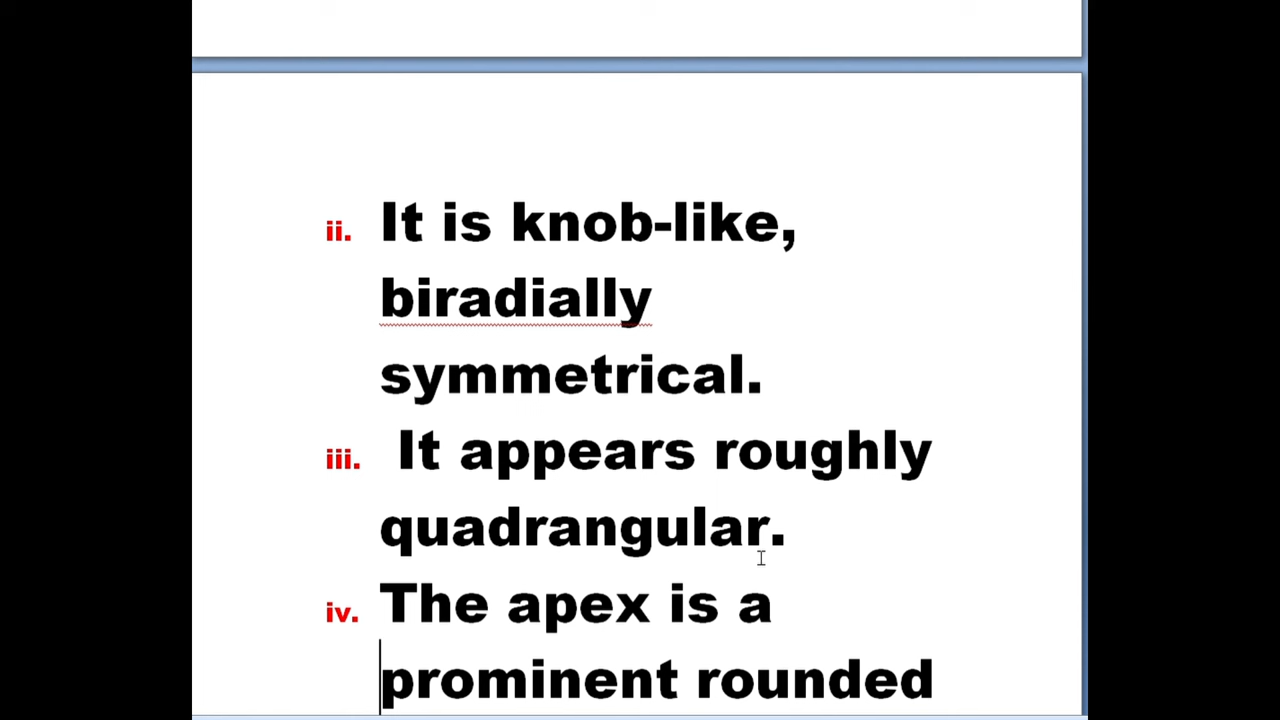 ii. It is knob-like,
biradially
symmetrical.
iii. It appears roughly
quadrangular.
iv. The apex is a
prominent rounded